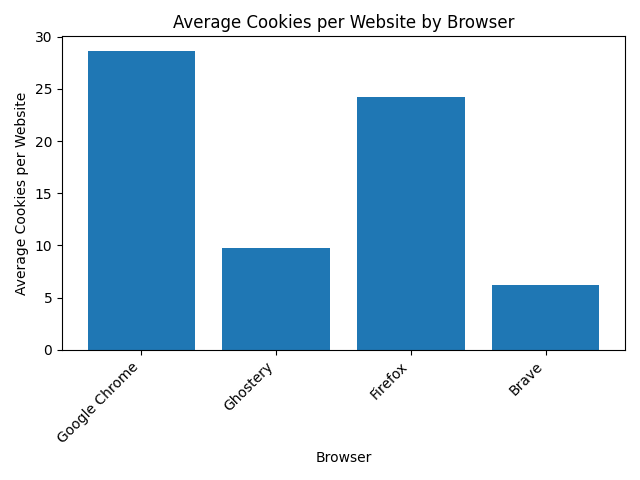 Average Cookies per Website by Browser
Average Cookies per Website
30
25
20
15
10
5
0
Google Chrome
Ghostery
Firefox
Brave
Browser